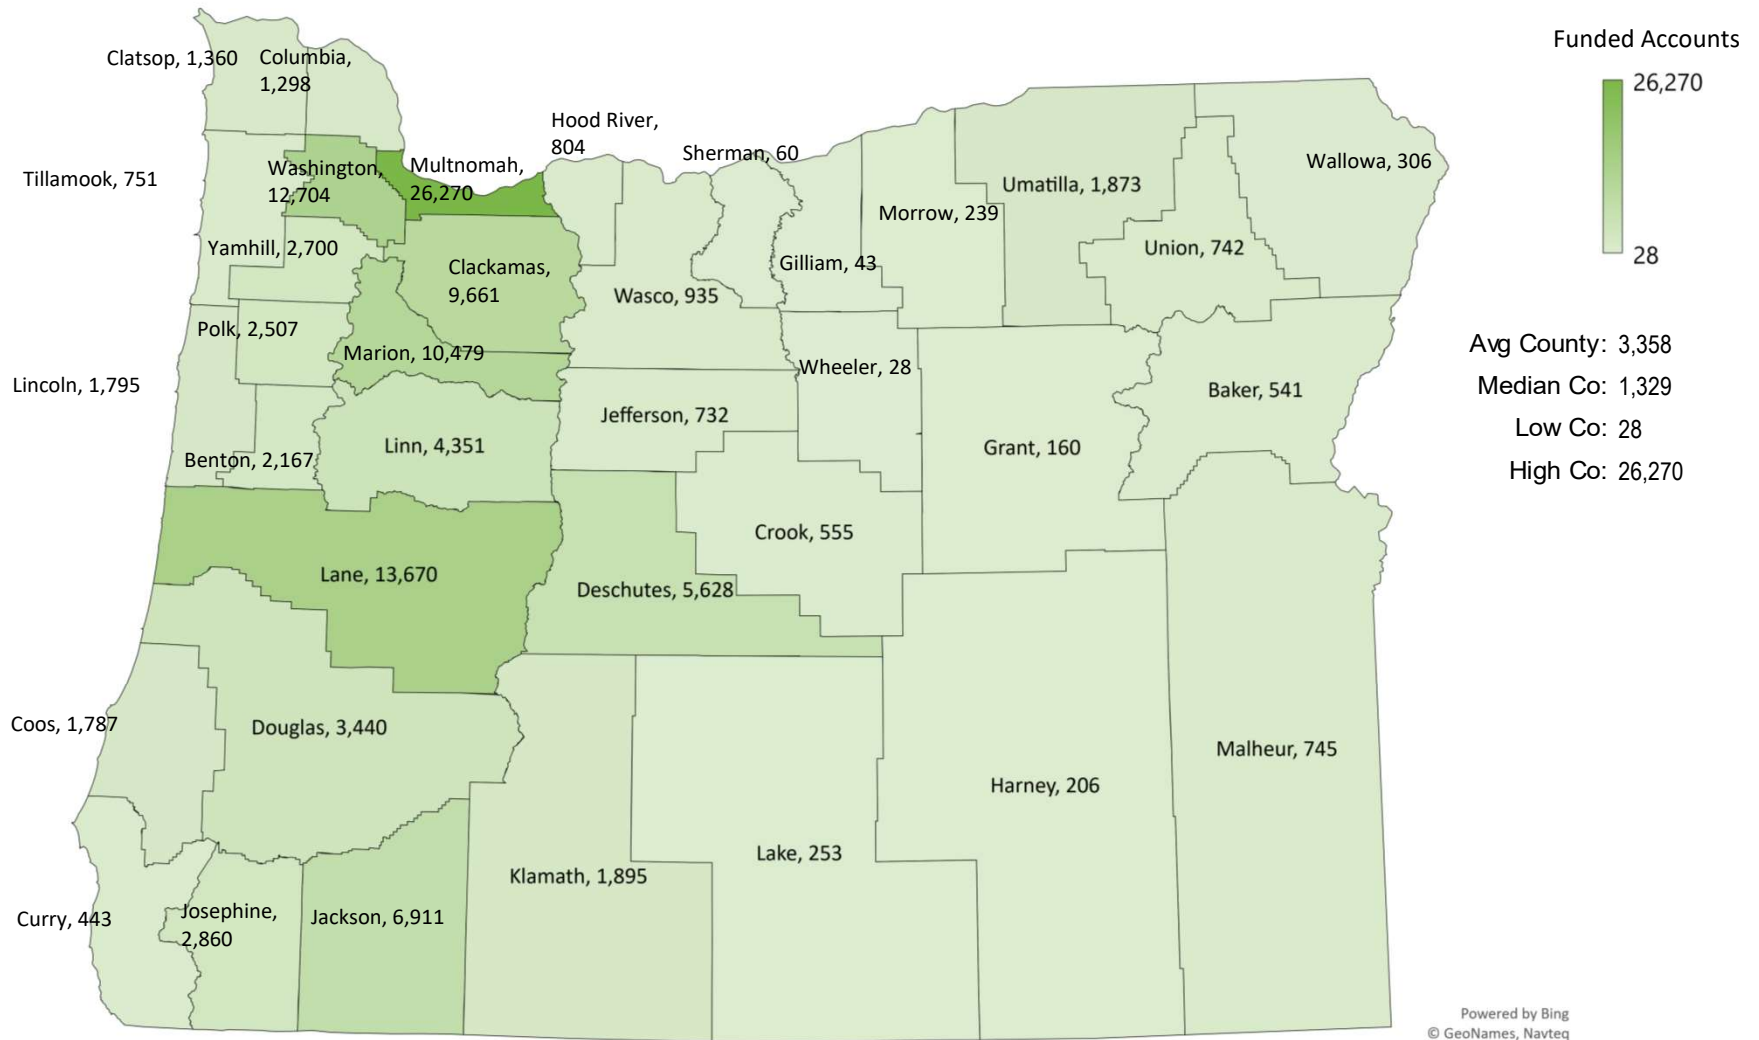 Funded Accounts
26,270
28
Clatsop, 1,360
Columbia,
1,298
Hood River,
804
Sherman, 60
Wallowa, 306
Tillamook, 751
Washington,
12,704
Multnomah,
26,270
Umatilla, 1,873
Morrow, 239
Union, 742
Yamhill, 2,700
Clackamas,
9,661
Gilliam, 43
Wasco, 935
Polk, 2,507
Marion, 10,479
Wheeler, 28
Lincoln, 1,795
Baker, 541
Jefferson, 732
Linn, 4,351
Grant, 160
Benton, 2,167
Avg County: 3,358
Median Co: 1,329
Low Co: 28
High Co: 26,270
Crook, 555
Lane, 13,670
Deschutes, 5,628
Coos, 1,787
Douglas, 3,440
Malheur, 745
Harney, 206
Lake, 253
Klamath, 1,895
Curry, 443
Josephine,
2,860
Jackson, 6,911
Powered by Bing
© GeoNames, Navteq